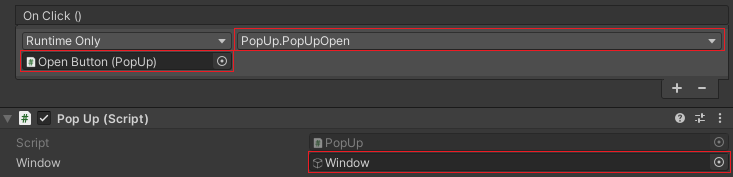 On Click ()
Runtime Only PopUp.PopUpOpen
Open Button (PopUp)
Pop Up (Script)
Script PopUp
Window Window